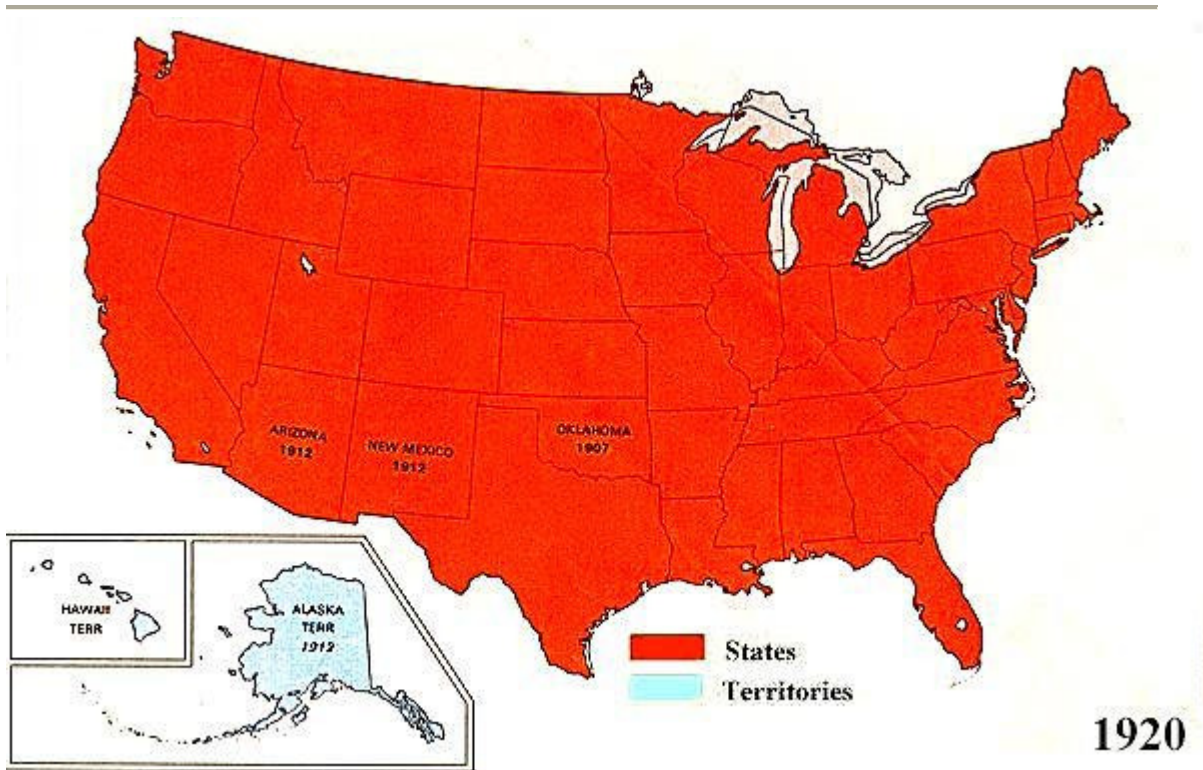 ARIZONA
1912
NEW MEXICO
1912
OKLAHOMA
1907
HAWAII
TERR
ALASKA
TERR
1912
States
Territories
1920